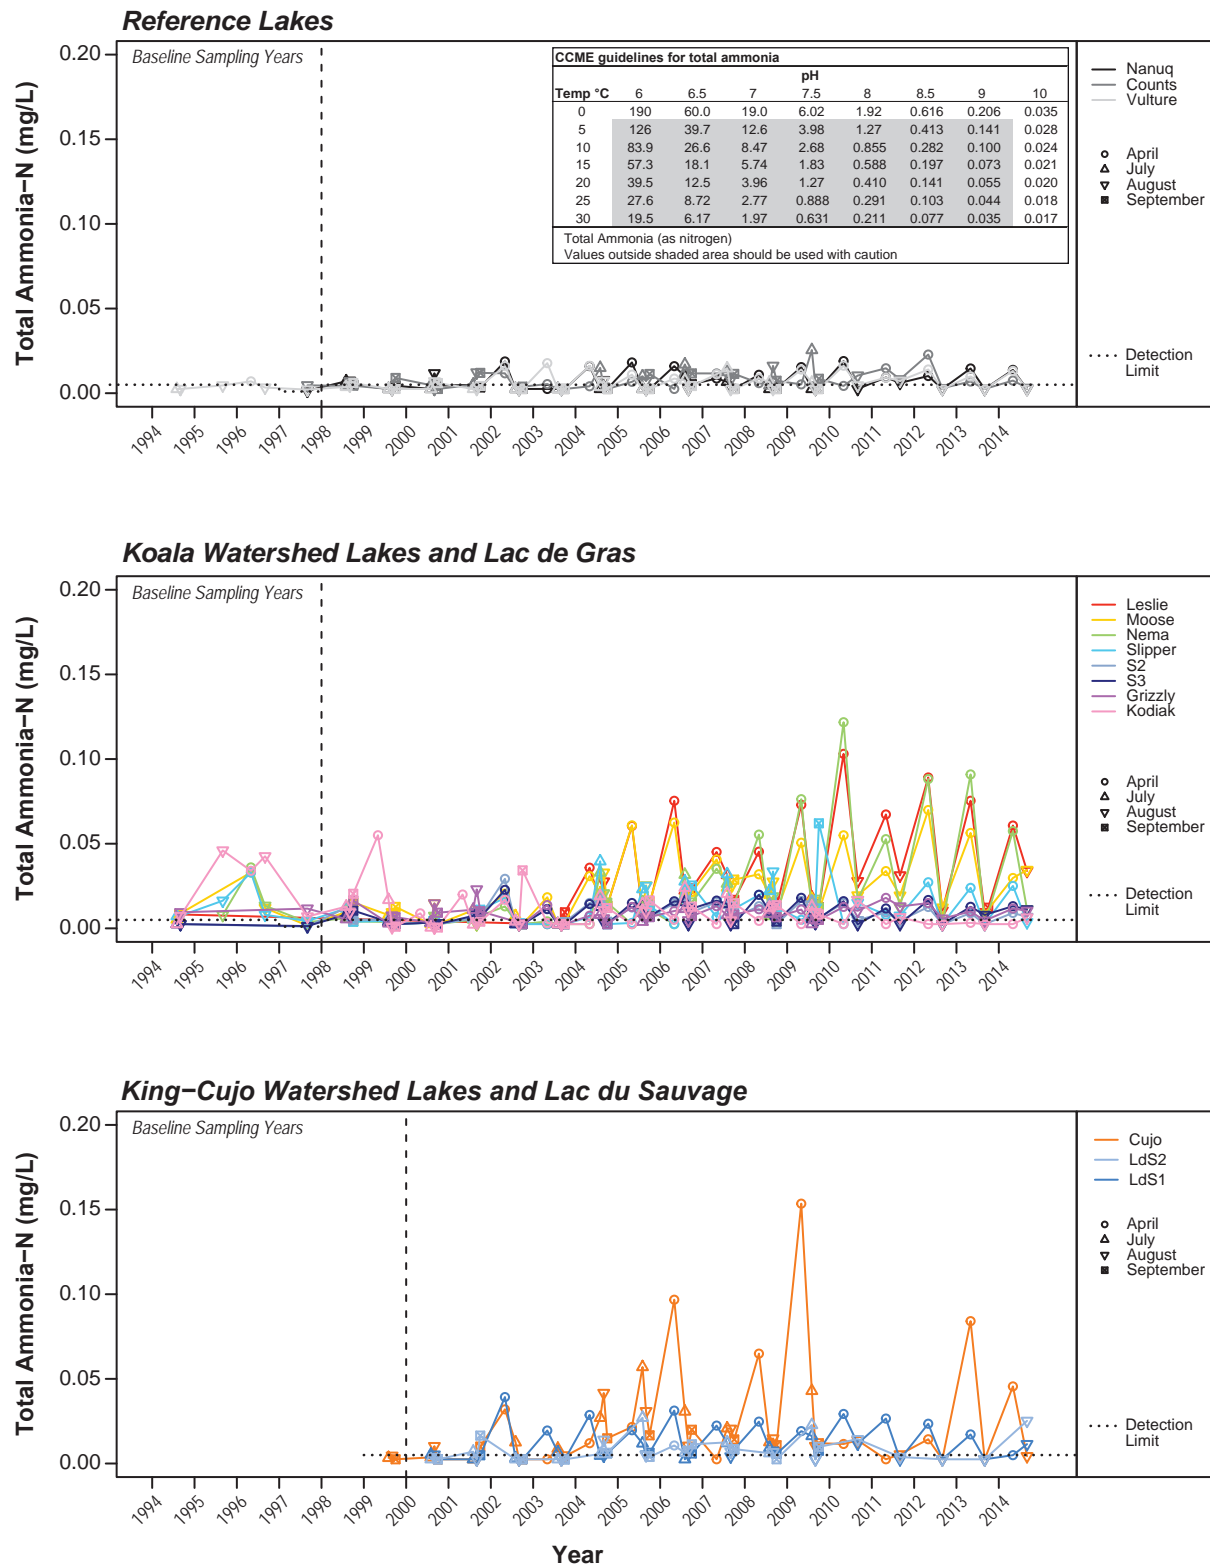 Reference Lakes
Total Ammonia−N (mg/L)
0.20
0.15
0.10
0.05
0.00
Baseline Sampling Years
CCME guidelines for total ammonia
pH
Temp °C 6 6.5 7 7.5 8 8.5 9 10
0 190 60.0 19.0 6.02 1.92 0.616 0.206 0.035
5 126 39.7 12.6 3.98 1.27 0.413 0.141 0.028
10 83.9 26.6 8.47 2.68 0.855 0.282 0.100 0.024
15 57.3 18.1 5.74 1.83 0.588 0.197 0.073 0.021
20 39.5 12.5 3.96 1.27 0.410 0.141 0.055 0.020
25 27.6 8.72 2.77 0.888 0.291 0.103 0.044 0.018
30 19.5 6.17 1.97 0.631 0.211 0.077 0.035 0.017
Total Ammonia (as nitrogen)
Values outside shaded area should be used with caution
Nanuq
Counts
Vulture
April
July
August
September
Detection
Limit
1994 1995 1996 1997 1998 1999 2000 2001 2002 2003 2004 2005 2006 2007 2008 2009 2010 2011 2012 2013 2014
Koala Watershed Lakes and Lac de Gras
Total Ammonia−N (mg/L)
0.20
0.15
0.10
0.05
0.00
Baseline Sampling Years
Leslie
Moose
Nema
Slipper
S2
S3
Grizzly
Kodiak
April
July
August
September
Detection
Limit
1994 1995 1996 1997 1998 1999 2000 2001 2002 2003 2004 2005 2006 2007 2008 2009 2010 2011 2012 2013 2014
King−Cujo Watershed Lakes and Lac du Sauvage
Total Ammonia−N (mg/L)
0.20
0.15
0.10
0.05
0.00
Baseline Sampling Years
Cujo
LdS2
LdS1
April
July
August
September
Detection
Limit
1994 1995 1996 1997 1998 1999 2000 2001 2002 2003 2004 2005 2006 2007 2008 2009 2010 2011 2012 2013 2014
Year